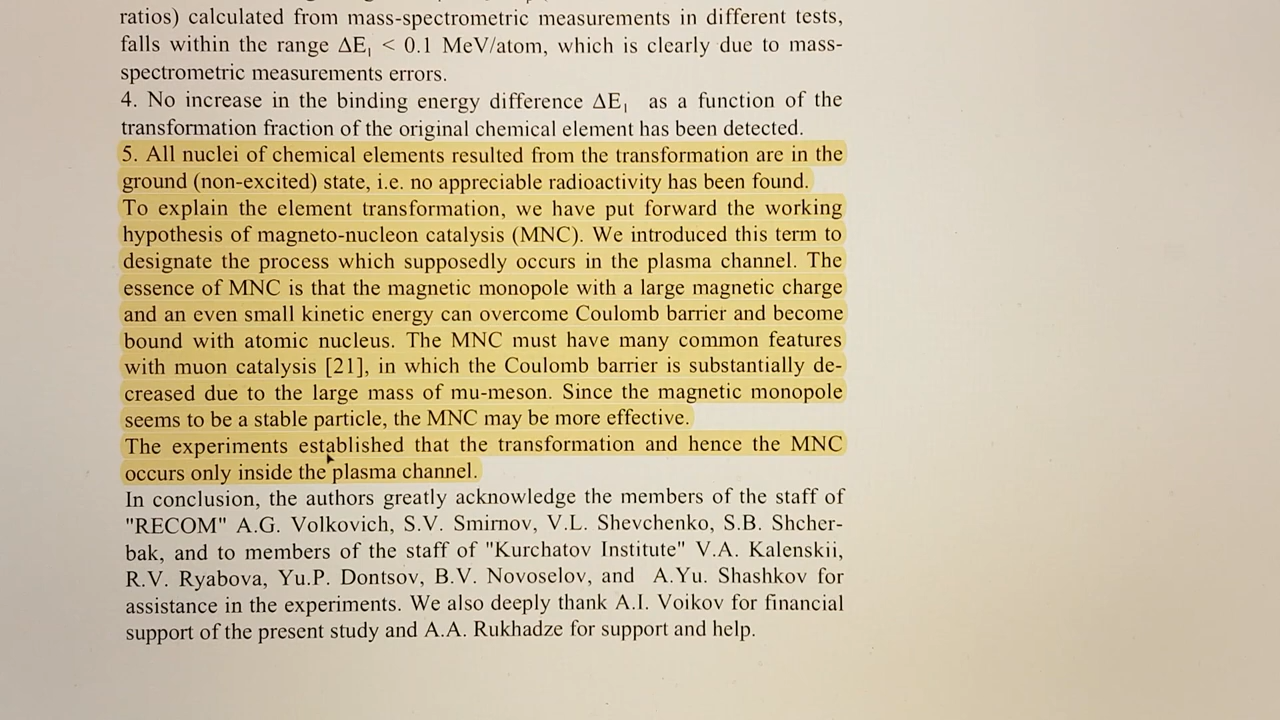 ratios) calculated from mass-spectrometric measurements in different tests,
falls within the range ΔE₁ < 0.1 MeV/atom, which is clearly due to mass-
spectrometric measurements errors.
4. No increase in the binding energy difference ΔE₁ as a function of the
transformation fraction of the original chemical element has been detected.
5. All nuclei of chemical elements resulted from the transformation are in the
ground (non-excited) state, i.e. no appreciable radioactivity has been found.
To explain the element transformation, we have put forward the working
hypothesis of magneto-nucleon catalysis (MNC). We introduced this term to
designate the process which supposedly occurs in the plasma channel. The
essence of MNC is that the magnetic monopole with a large magnetic charge
and an even small kinetic energy can overcome Coulomb barrier and become
bound with atomic nucleus. The MNC must have many common features
with muon catalysis [21], in which the Coulomb barrier is substantially de-
creased due to the large mass of mu-meson. Since the magnetic monopole
seems to be a stable particle, the MNC may be more effective.
The experiments established that the transformation and hence the MNC
occurs only inside the plasma channel.
In conclusion, the authors greatly acknowledge the members of the staff of
"RECOM" A.G. Volkovich, S.V. Smirnov, V.L. Shevchenko, S.B. Shcher-
bak, and to members of the staff of "Kurchatov Institute" V.A. Kalenskii,
R.V. Ryabova, Yu.P. Dontsov, B.V. Novoselov, and A.Yu. Shashkov for
assistance in the experiments. We also deeply thank A.I. Voikov for financial
support of the present study and A.A. Rukhadze for support and help.